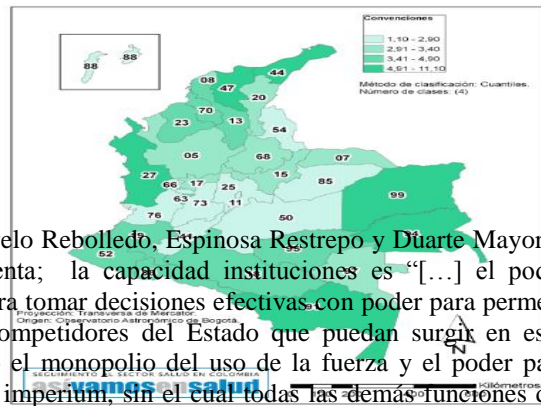 Convenciones
1,10 - 2,90
2,91 - 3,40
3,41 - 4,90
4,91 - 11,10
Método de clasificación: Cuantiles.
Número de clases: (4)
88
88
08
44
47
20
70
23
13
54
05
68
07
15
27
66
17
25
85
99
63
73
11
76
50
52
95
elo Rebolledo, Espinosa Restrepo y Duarte Mayor
enta; la capacidad instituciones es “[…] el pod
ra tomar decisiones efectivas con poder para perme
Proyección: Transversa de Mercator
Origen: Observatorio Astronómico de Bogotá.
ompetidores del Estado que puedan surgir en es
el monopolio del uso de la fuerza y el poder pa
SEGUIMIENTO AL SECTOR SALUD EN COLOMBIA
asivamosensalud
Kilómetros
imperium, sin el cual todas las demás funciones d